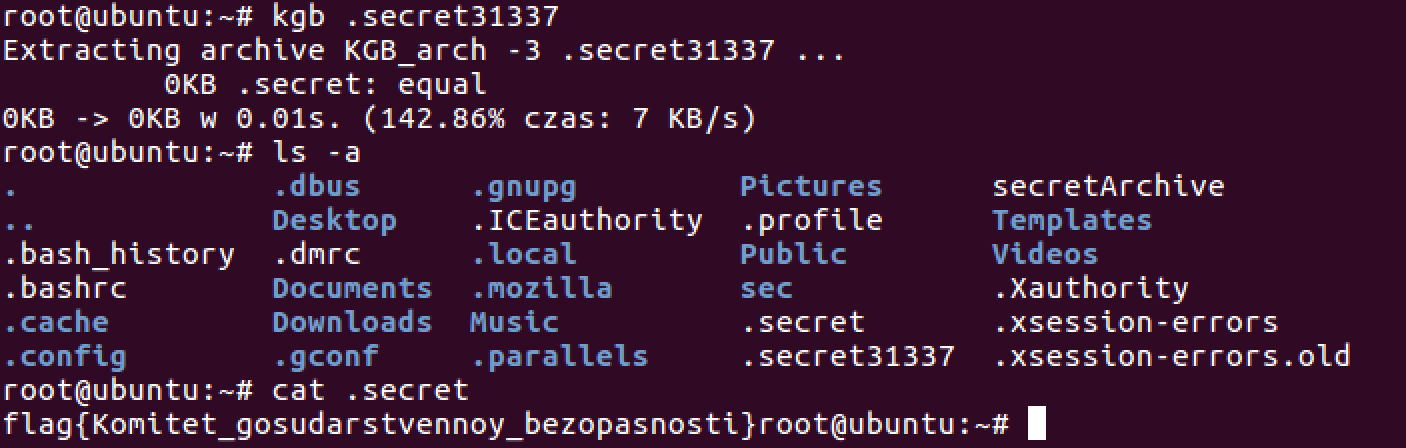 root@ubuntu:~# kgb .secret31337
Extracting archive KGB_arch -3 .secret31337 ...
0KB .secret: equal
0KB -> 0KB w 0.01s. (142.86% czas: 7 KB/s)
root@ubuntu:~# ls -a
. .dbus .gnupg Pictures secretArchive
.. Desktop .ICEauthority .profile Templates
.bash_history .dmrc .local Public Videos
.bashrc Documents .mozilla sec .Xauthority
.cache Downloads Music .secret .xsession-errors
.config .gconf .parallels .secret31337 .xsession-errors.old
root@ubuntu:~# cat .secret
flag{Komitet_gosudarstvennoy_bezopasnosti}root@ubuntu:~#